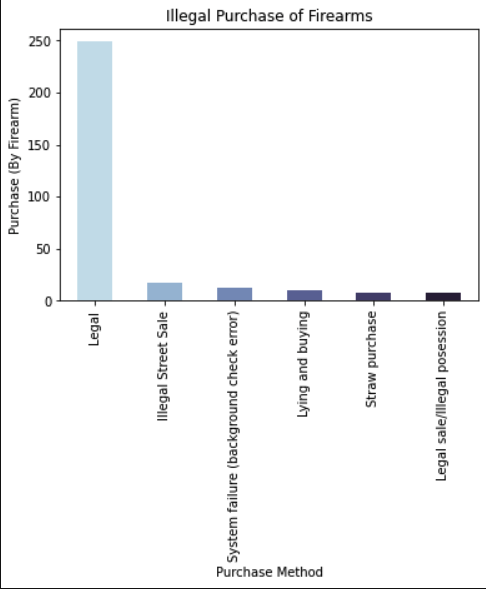 Illegal Purchase of Firearms
Purchase (By Firearm)
250
200
150
100
50
0
Legal
Illegal Street Sale
System failure (background check error)
Lying and buying
Straw purchase
Legal sale/Illegal posession
Purchase Method